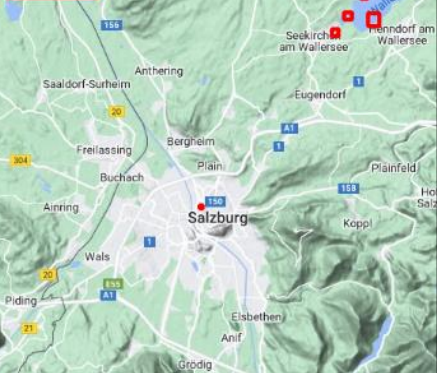 156
Seekirchen
am Wallersee
Henndorf am
Wallersee
Anthering
Saaldorf-Surheim
1
Eugendorf
20
A1
Bergheim
1
Freilassing
304
Plain
Plainfeld
Buchach
158
Ainring
150
Salzburg
Koppl
1
Wals
20
E55
A1
Piding
21
Elsbethen
Anif
Grödig